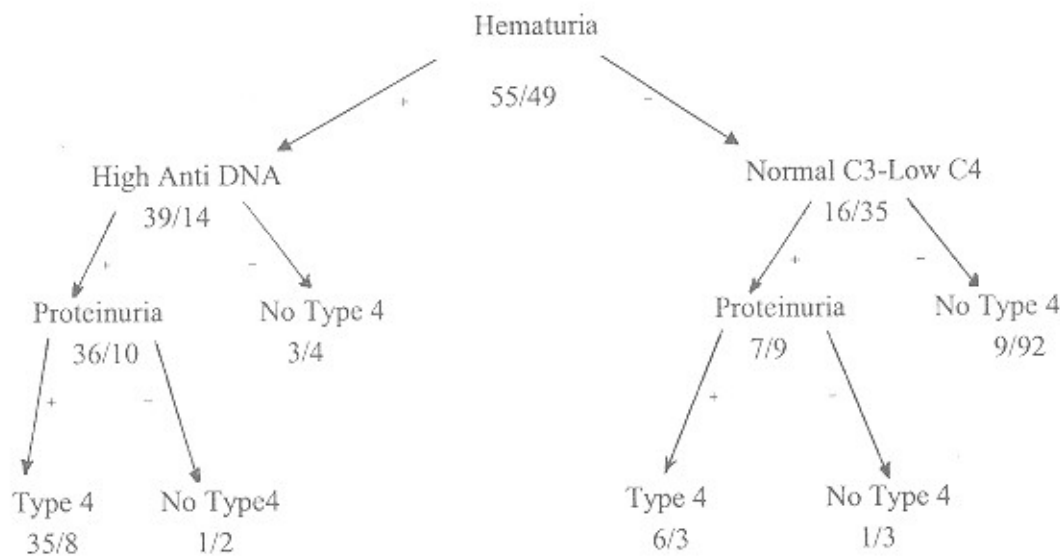 Hematuria
+ 55/49 -
High Anti DNA Normal C3-Low C4
39/14 16/35
+ - + -
Proteinuria No Type 4 Proteinuria No Type 4
36/10 3/4 7/9 9/92
+ - + -
Type 4 No Type4 Type 4 No Type 4
35/8 1/2 6/3 1/3